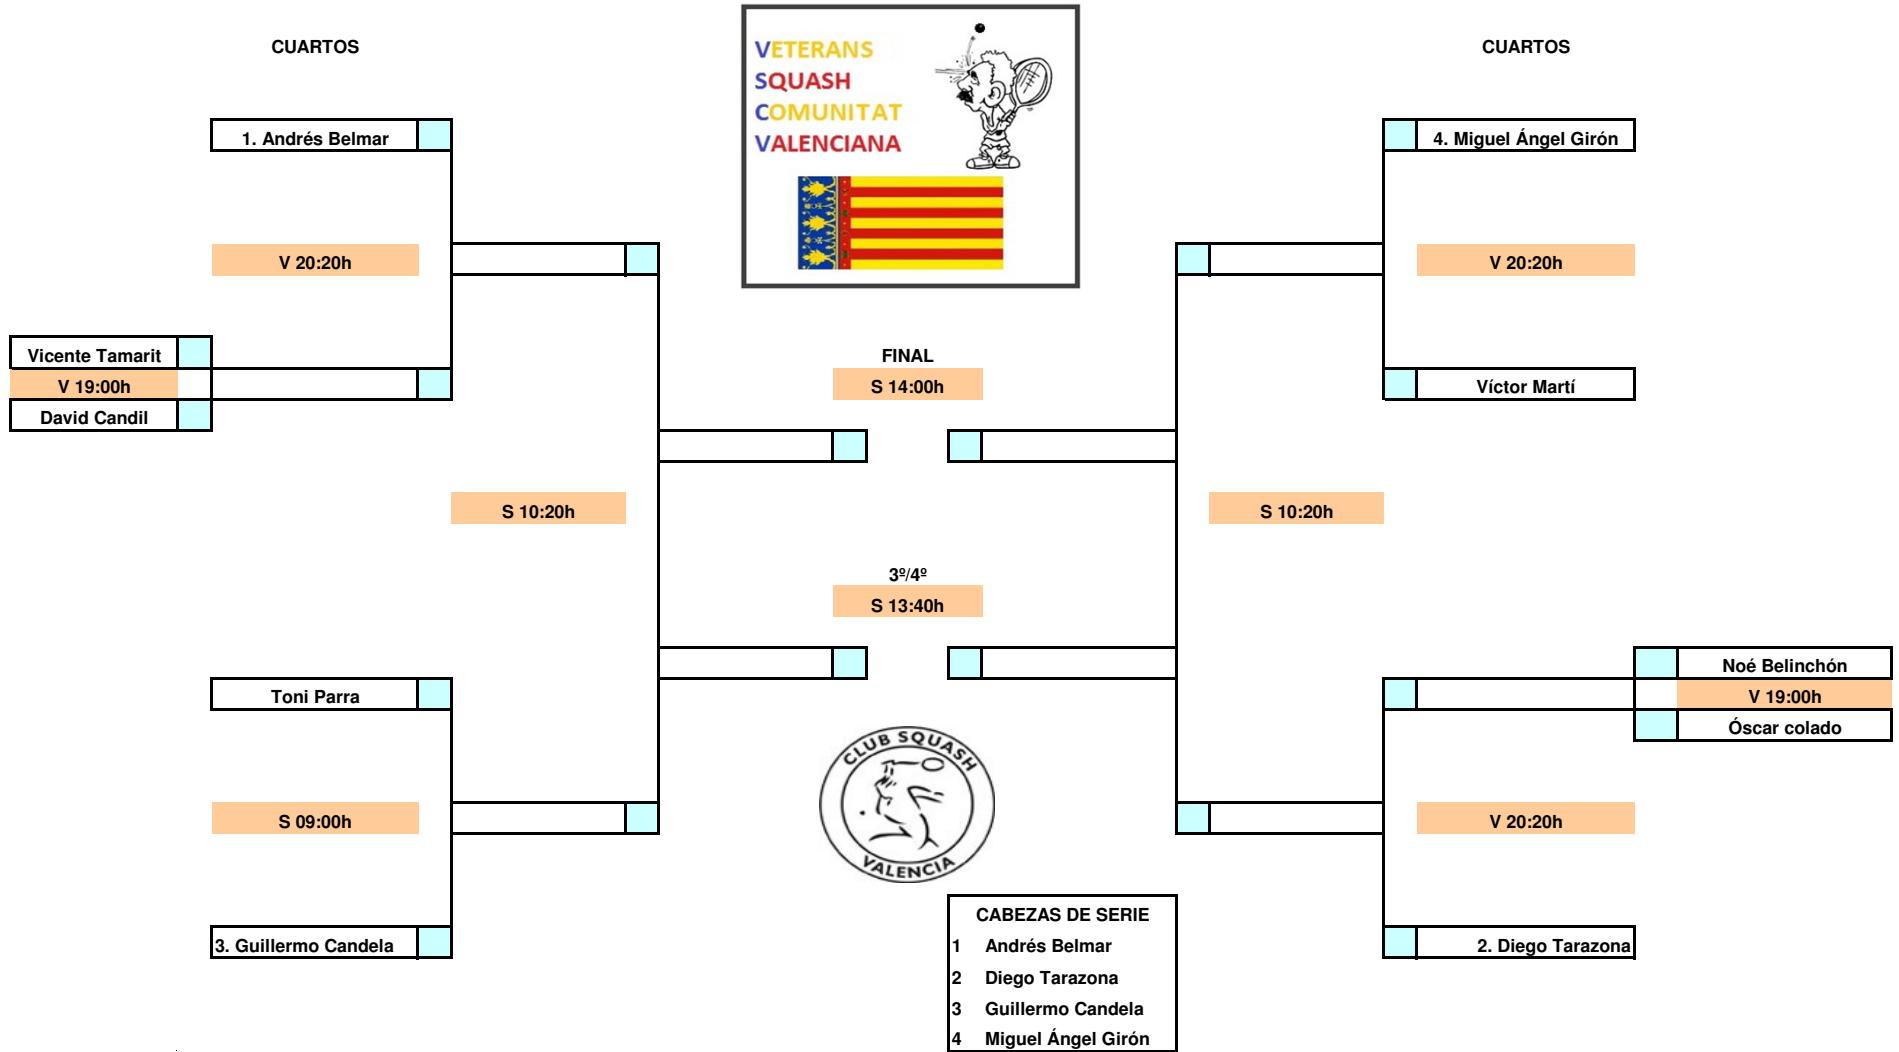 CUARTOS
CUARTOS
VETERANS
SQUASH
COMUNITAT
VALENCIANA
1. Andrés Belmar
4. Miguel Ángel Girón
V 20:20h
V 20:20h
Vicente Tamarit
V 19:00h
David Candil
FINAL
S 14:00h
Víctor Martí
S 10:20h
S 10:20h
3º/4º
S 13:40h
Toni Parra
Noé Belinchón
V 19:00h
Óscar colado
CLUB SQUASH
VALENCIA
S 09:00h
V 20:20h
3. Guillermo Candela
2. Diego Tarazona
CABEZAS DE SERIE
1 Andrés Belmar
2 Diego Tarazona
3 Guillermo Candela
4 Miguel Ángel Girón